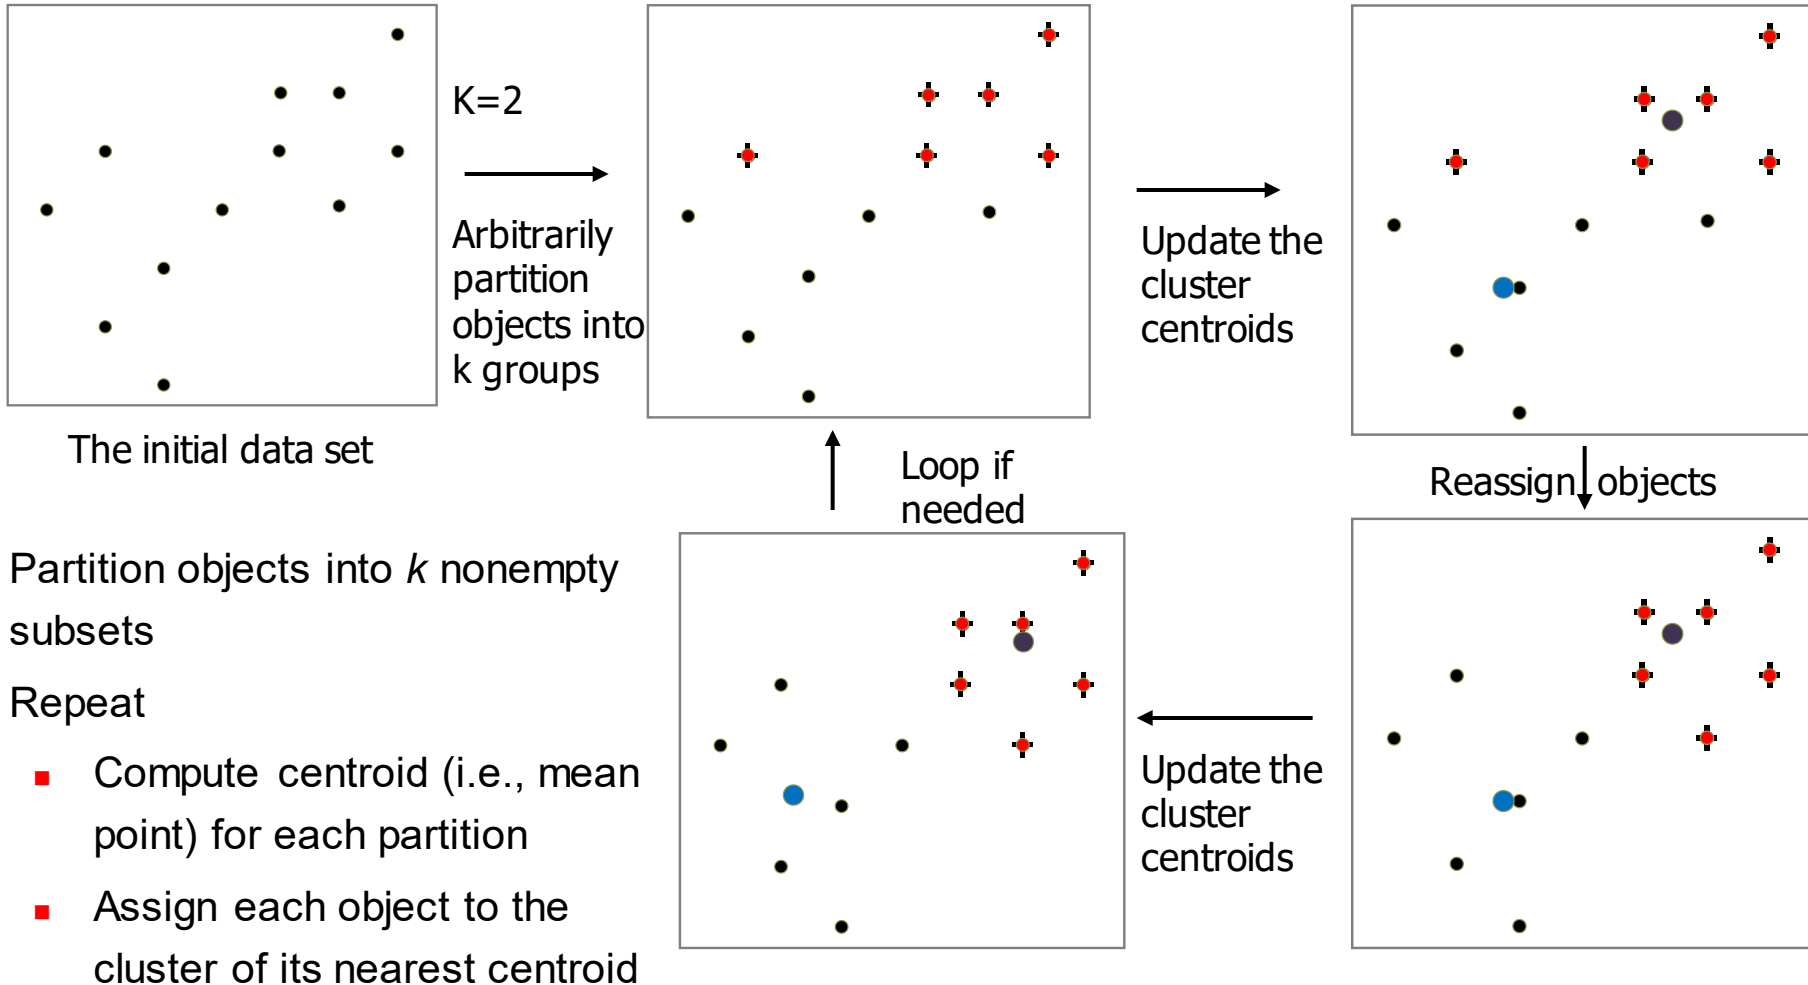 K=2
Arbitrarily
partition
objects into
k groups
Update the
cluster
centroids
The initial data set
Loop if
needed
Reassign objects
Partition objects into k nonempty
subsets
Repeat
Compute centroid (i.e., mean
point) for each partition
Assign each object to the
cluster of its nearest centroid
Update the
cluster
centroids